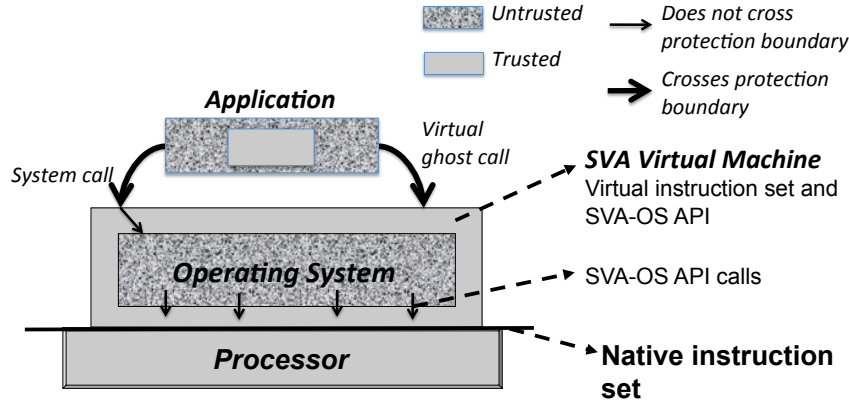 Untrusted
Does not cross
protection boundary
Trusted
Crosses protection
boundary
Application
Virtual
ghost call
System call
SVA Virtual Machine
Virtual instruction set and
SVA-OS API
Operating System
SVA-OS API calls
Processor
Native instruction
set